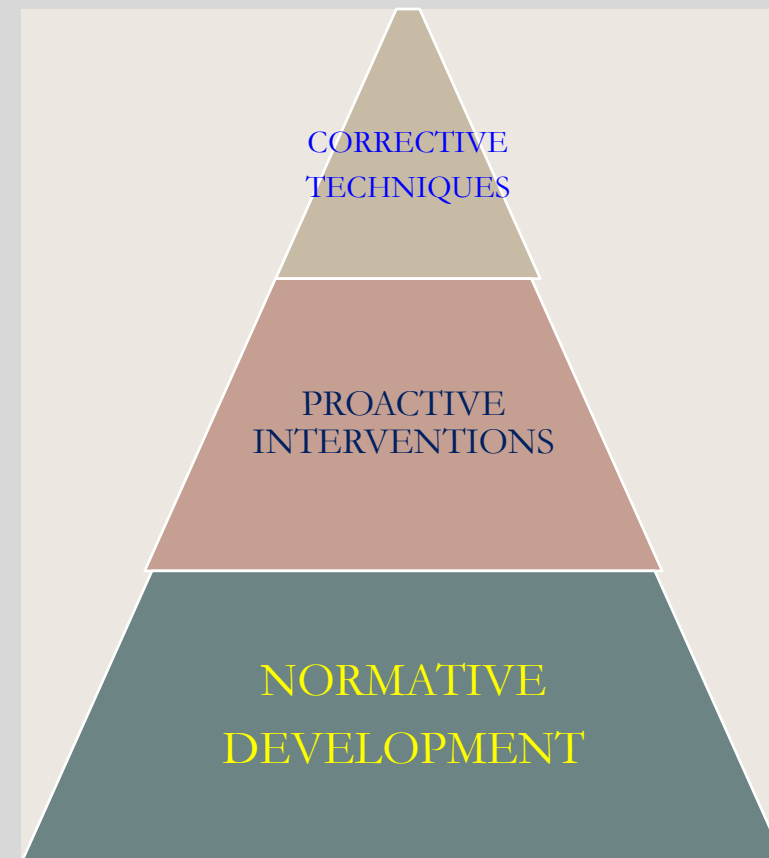 CORRECTIVE
TECHNIQUES
PROACTIVE
INTERVENTIONS
NORMATIVE
DEVELOPMENT